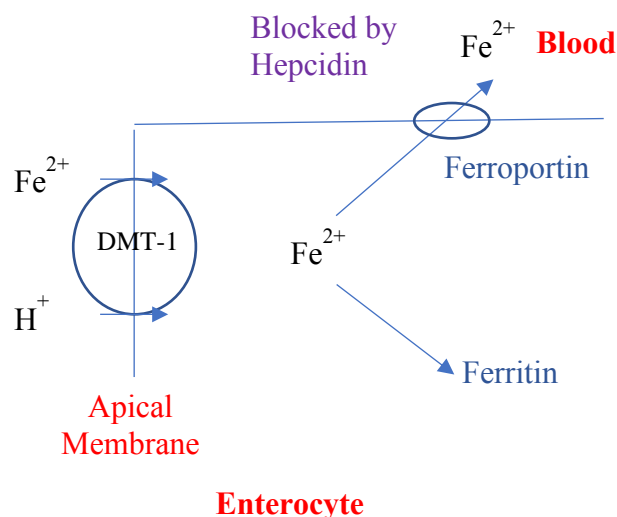 Blocked by
Hepcidin
Fe²⁺ Blood
Fe²⁺
Ferroportin
DMT-1
Fe²⁺
H⁺
Ferritin
Apical
Membrane
Enterocyte